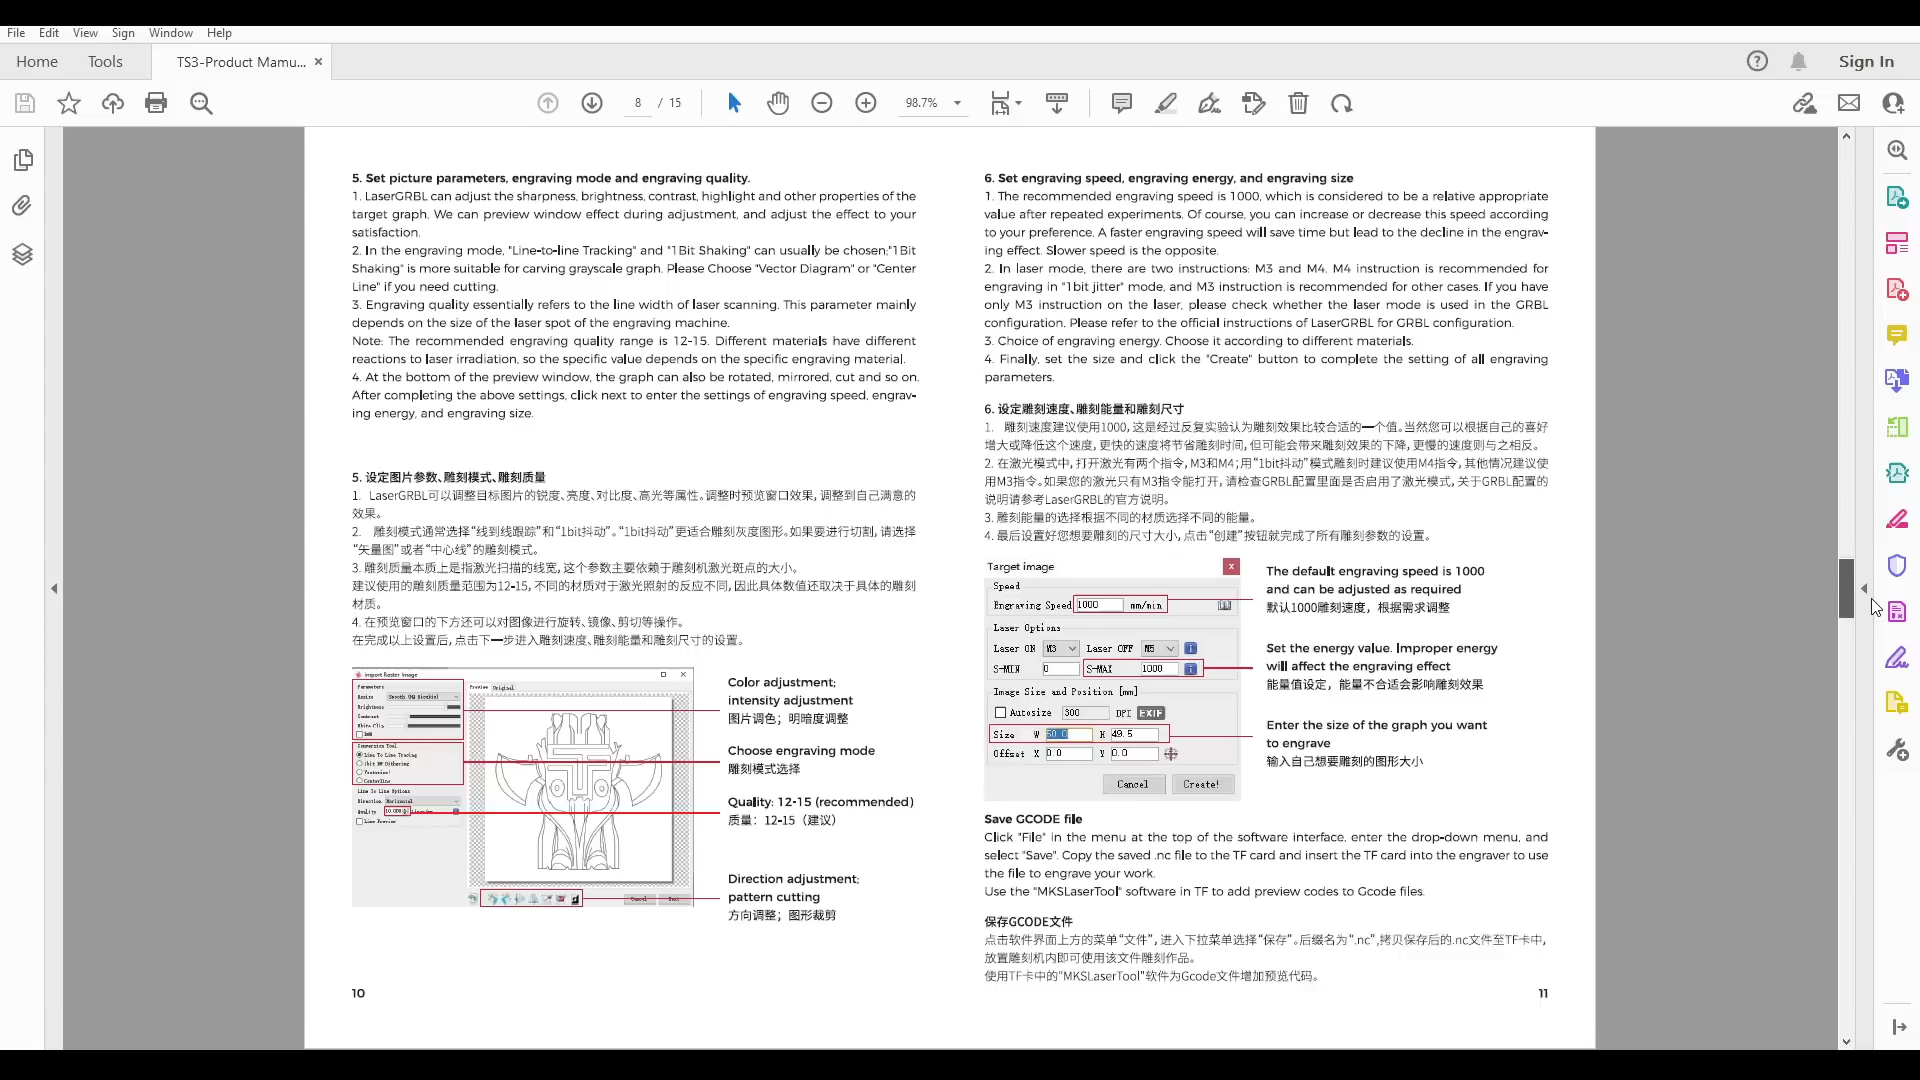 File Edit View Sign Window Help
Home Tools TS3-Product Mamu... × Sign In
8 / 15 98.7%
5. Set picture parameters, engraving mode and engraving quality.
1. LaserGRBL can adjust the sharpness, brightness, contrast, highlight and other properties of the
target graph. We can preview window effect during adjustment, and adjust the effect to your
satisfaction.
2. In the engraving mode, "Line-to-line Tracking" and "1 Bit Shaking" can usually be chosen;"1 Bit
Shaking" is more suitable for carving grayscale graph. Please Choose "Vector Diagram" or "Center
Line" if you need cutting.
3. Engraving quality essentially refers to the line width of laser scanning. This parameter mainly
depends on the size of the laser spot of the engraving machine.
Note: The recommended engraving quality range is 12-15. Different materials have different
reactions to laser irradiation, so the specific value depends on the specific engraving material.
4. At the bottom of the preview window, the graph can also be rotated, mirrored, cut and so on.
After completing the above settings, click next to enter the settings of engraving speed, engrav-
ing energy, and engraving size.
5. 设定图片参数、雕刻模式、雕刻质量
1. LaserGRBL可以调整目标图片的锐度、亮度、对比度、高光等属性。调整时预览窗口效果，调整到自己满意的
效果。
2. 雕刻模式通常选择“线到线跟踪”和“1bit抖动”。“1bit抖动”更适合雕刻灰度图形。如果要进行切割，请选择
“矢量图”或者“中心线”的雕刻模式。
3. 雕刻质量本质上是指激光扫描的线宽，这个参数主要依赖于雕刻机激光斑点的大小。
建议使用的雕刻质量范围为12-15，不同的材质对于激光照射的反应不同，因此具体数值还取决于具体的雕刻
材质。
4. 在预览窗口的下方还可以对图像进行旋转、镜像、剪切等操作。
在完成以上设置后，点击下一步进入雕刻速度、雕刻能量和雕刻尺寸的设置。
Import Raster Image
Parameters
Resize Smooth (HQ Bicubic)
Brightness
Contrast
White Clip
B&W
Conversion Tool
Line To Line Tracing
1bit BW Dithering
Vectorize!
Centerline
Line To Line Options
Direction Horizontal
Quality 10.000
Line Preview
Preview Original
Cancel Next
Color adjustment;
intensity adjustment
图片调色；明暗度调整
Choose engraving mode
雕刻模式选择
Quality: 12-15 (recommended)
质量：12-15（建议）
Direction adjustment;
pattern cutting
方向调整；图形裁剪
10
6. Set engraving speed, engraving energy, and engraving size
1. The recommended engraving speed is 1000, which is considered to be a relative appropriate
value after repeated experiments. Of course, you can increase or decrease this speed according
to your preference. A faster engraving speed will save time but lead to the decline in the engrav-
ing effect. Slower speed is the opposite.
2. In laser mode, there are two instructions: M3 and M4. M4 instruction is recommended for
engraving in "1bit jitter" mode, and M3 instruction is recommended for other cases. If you have
only M3 instruction on the laser, please check whether the laser mode is used in the GRBL
configuration. Please refer to the official instructions of LaserGRBL for GRBL configuration.
3. Choice of engraving energy. Choose it according to different materials.
4. Finally, set the size and click the "Create" button to complete the setting of all engraving
parameters.
6. 设定雕刻速度、雕刻能量和雕刻尺寸
1. 雕刻速度建议使用1000，这是经过反复实验认为雕刻效果比较合适的一个值。当然您可以根据自己的喜好
增大或降低这个速度，更快的速度将节省雕刻时间，但可能会带来雕刻效果的下降，更慢的速度则与之相反。
2. 在激光模式中，打开激光有两个指令，M3和M4；用“1bit抖动”模式雕刻时建议使用M4指令，其他情况建议使
用M3指令。如果您的激光只有M3指令能打开，请检查GRBL配置里面是否启用了激光模式，关于GRBL配置的
说明请参考LaserGRBL的官方说明。
3. 雕刻能量的选择根据不同的材质选择不同的能量。
4. 最后设置好您想要雕刻的尺寸大小，点击“创建”按钮就完成了所有雕刻参数的设置。
Target image x
Speed
Engraving Speed 1000 mm/min
Laser Options
Laser ON M3 Laser OFF M5
S-MIN 0 S-MAX 1000
Image Size and Position [mm]
Autosize 300 DPI EXIF
Size W 50.0 H 49.5
Offset X 0.0 Y 0.0
Cancel Create!
The default engraving speed is 1000
and can be adjusted as required
默认1000雕刻速度，根据需求调整
Set the energy value. Improper energy
will affect the engraving effect
能量值设定，能量不合适会影响雕刻效果
Enter the size of the graph you want
to engrave
输入自己想要雕刻的图形大小
Save GCODE file
Click "File" in the menu at the top of the software interface, enter the drop-down menu, and
select "Save". Copy the saved .nc file to the TF card and insert the TF card into the engraver to use
the file to engrave your work.
Use the "MKSLaserTool" software in TF to add preview codes to Gcode files.
保存GCODE文件
点击软件界面上方的菜单“文件”，进入下拉菜单选择“保存”。后缀名为“.nc”，拷贝保存后的.nc文件至TF卡中，
放置雕刻机内即可使用该文件雕刻作品。
使用TF卡中的"MKSLaserTool"软件为Gcode文件增加预览代码。
11